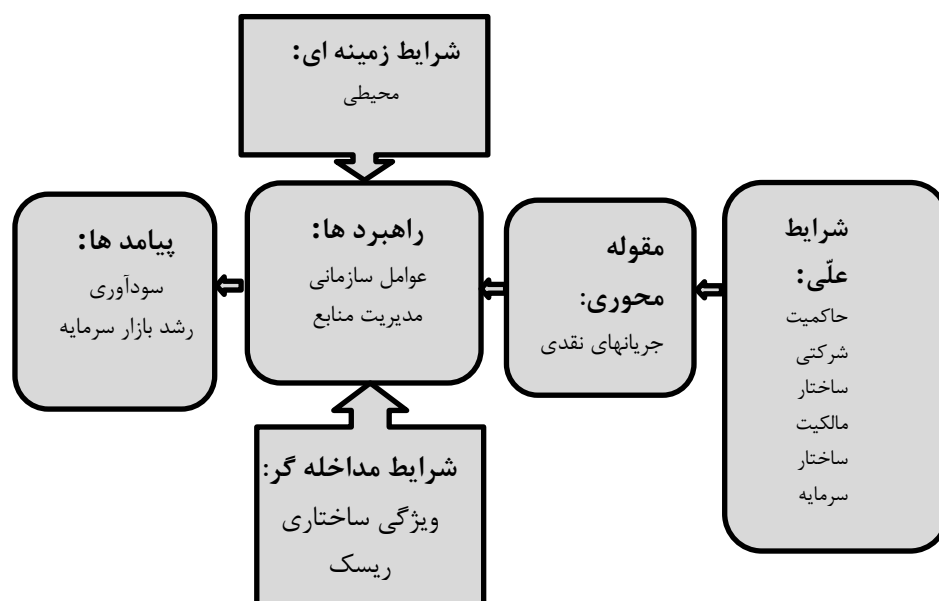 شرایط زمینه ای:
محیطی
شرایط
علّی:
حاکمیت
شرکتی
ساختار
مالکیت
ساختار
سرمایه
مقوله
محوری:
جریانهای نقدی
راهبرد ها:
عوامل سازمانی
مدیریت منابع
پیامد ها:
سودآوری
رشد بازار سرمایه
شرایط مداخله گر:
ویژگی ساختاری
ریسک